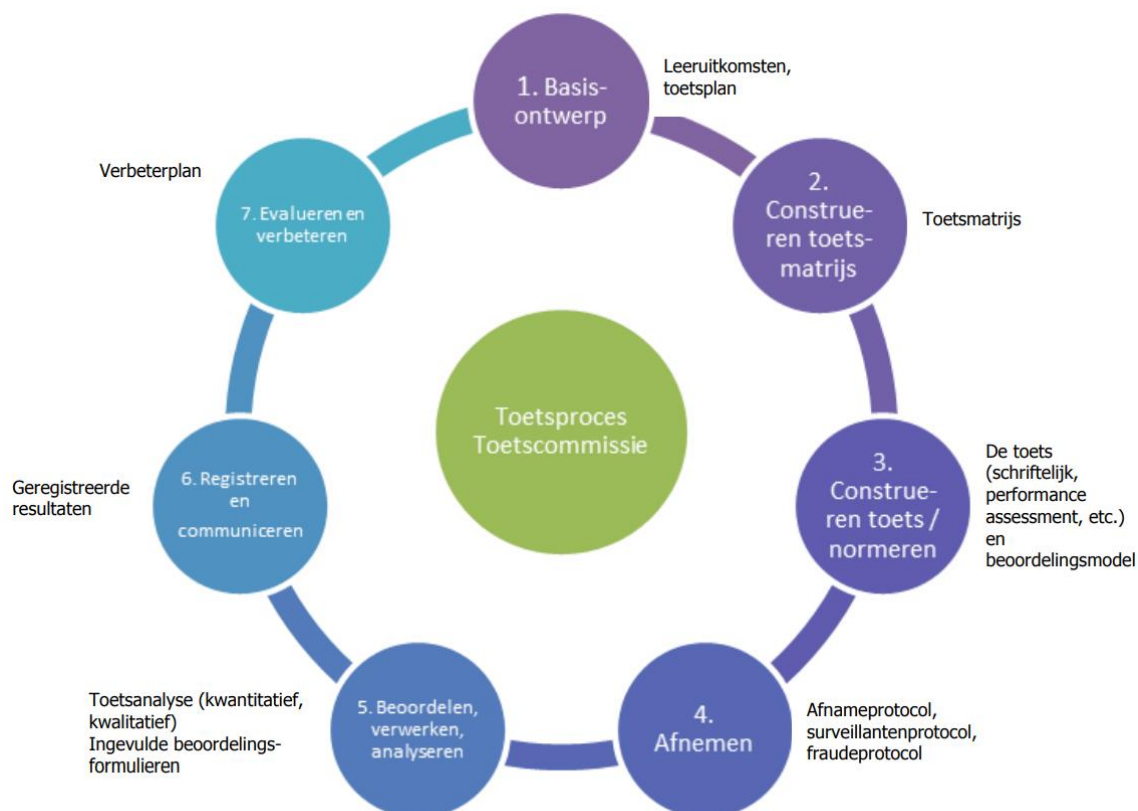 1. Basis-
ontwerp
Leeruitkomsten,
toetsplan
2.
Construe-
ren toets-
matrijs
Toetsmatrijs
3.
Construe-
ren toets /
normeren
De toets
(schriftelijk,
performance
assessment, etc.)
en
beoordelingsmodel
4.
Afnemen
Afnameprotocol,
surveillantenprotocol,
fraudeprotocol
5. Beoordelen,
verwerken,
analyseren
Toetsanalyse (kwantitatief,
kwalitatief)
Ingevulde beoordelings-
formulieren
6. Registreren
en
communiceren
Geregistreerde
resultaten
7. Evalueren en
verbeteren
Verbeterplan
Toetsproces
Toetscommissie